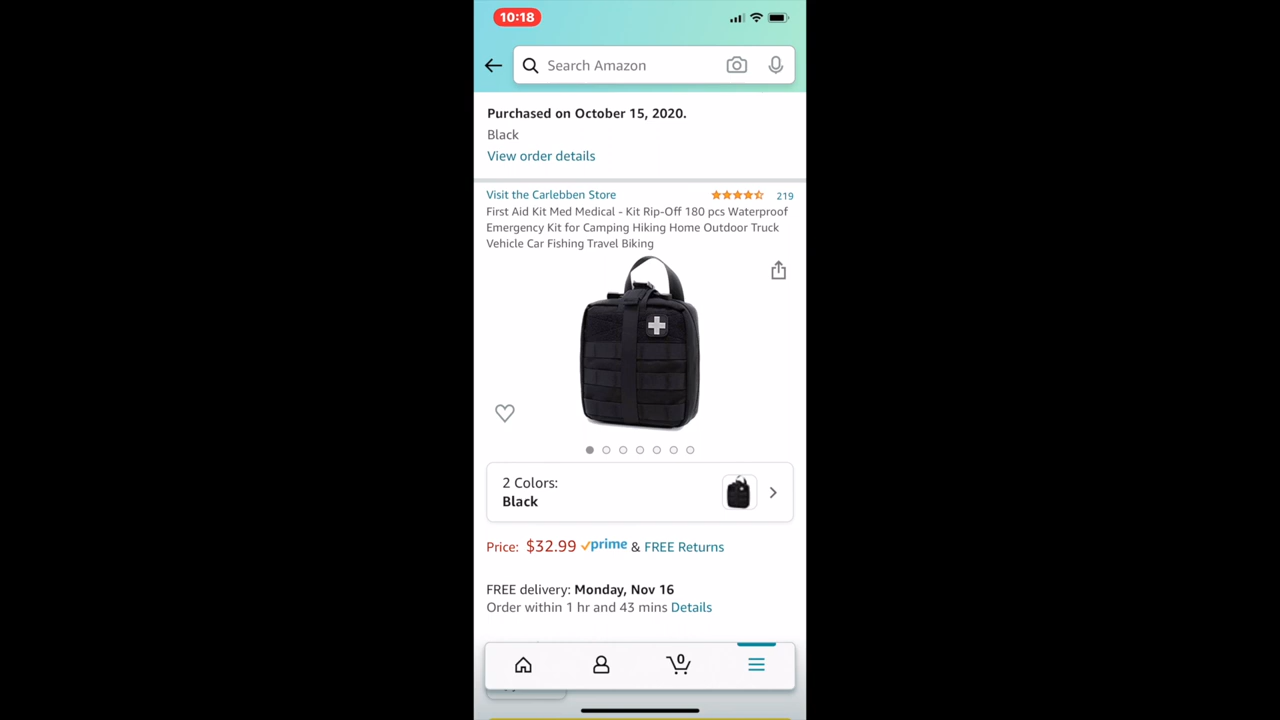 10:18
Search Amazon
Purchased on October 15, 2020.
Black
View order details
Visit the Carlebben Store 219
First Aid Kit Med Medical - Kit Rip-Off 180 pcs Waterproof
Emergency Kit for Camping Hiking Home Outdoor Truck
Vehicle Car Fishing Travel Biking
2 Colors:
Black
Price: $32.99 prime & FREE Returns
FREE delivery: Monday, Nov 16
Order within 1 hr and 43 mins Details
0